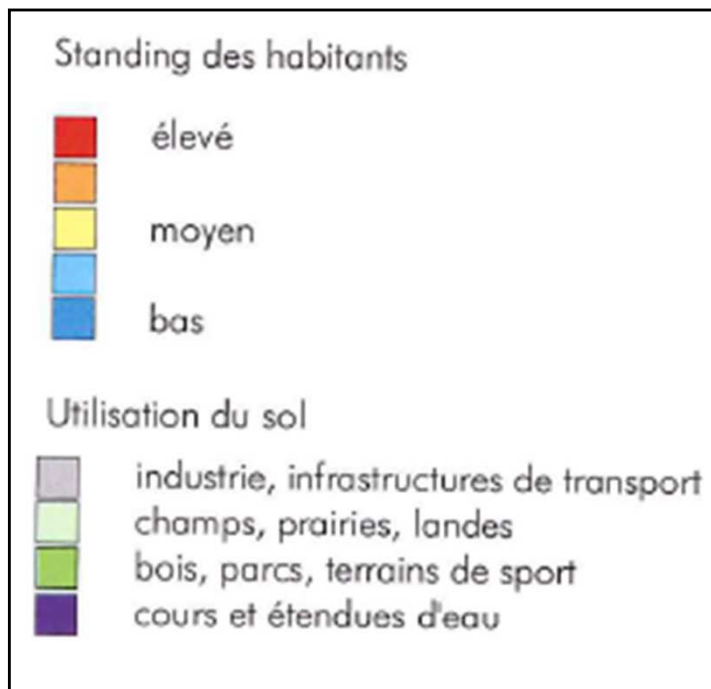 Standing des habitants
élevé
moyen
bas
Utilisation du sol
industrie, infrastructures de transport
champs, prairies, landes
bois, parcs, terrains de sport
cours et étendues d'eau